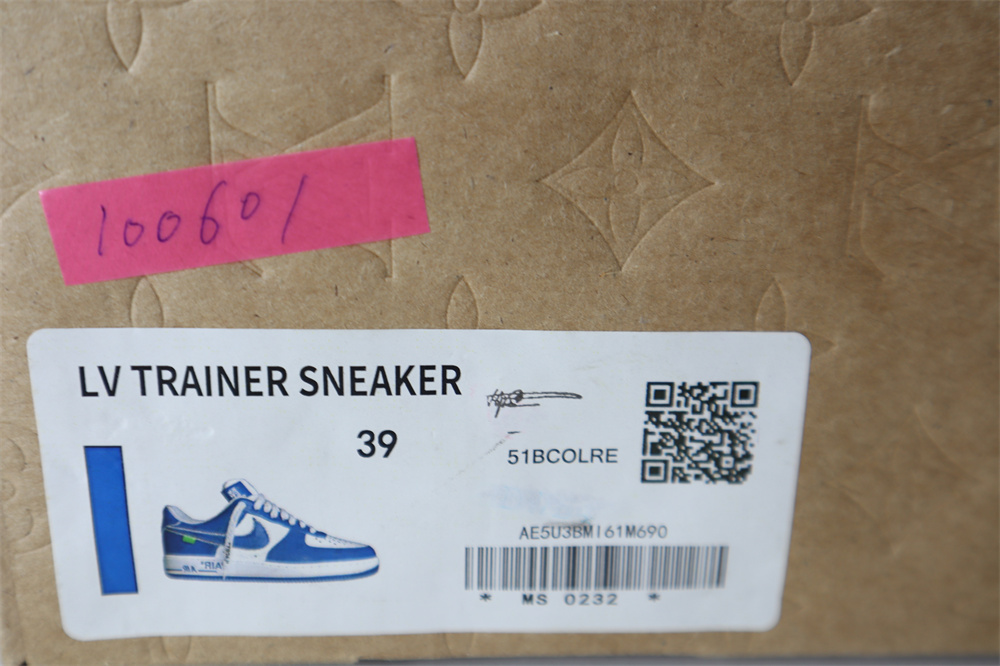 100601
LV TRAINER SNEAKER
39
51BCOLRE
AE5U3BMI61M690
* MS 0232 *